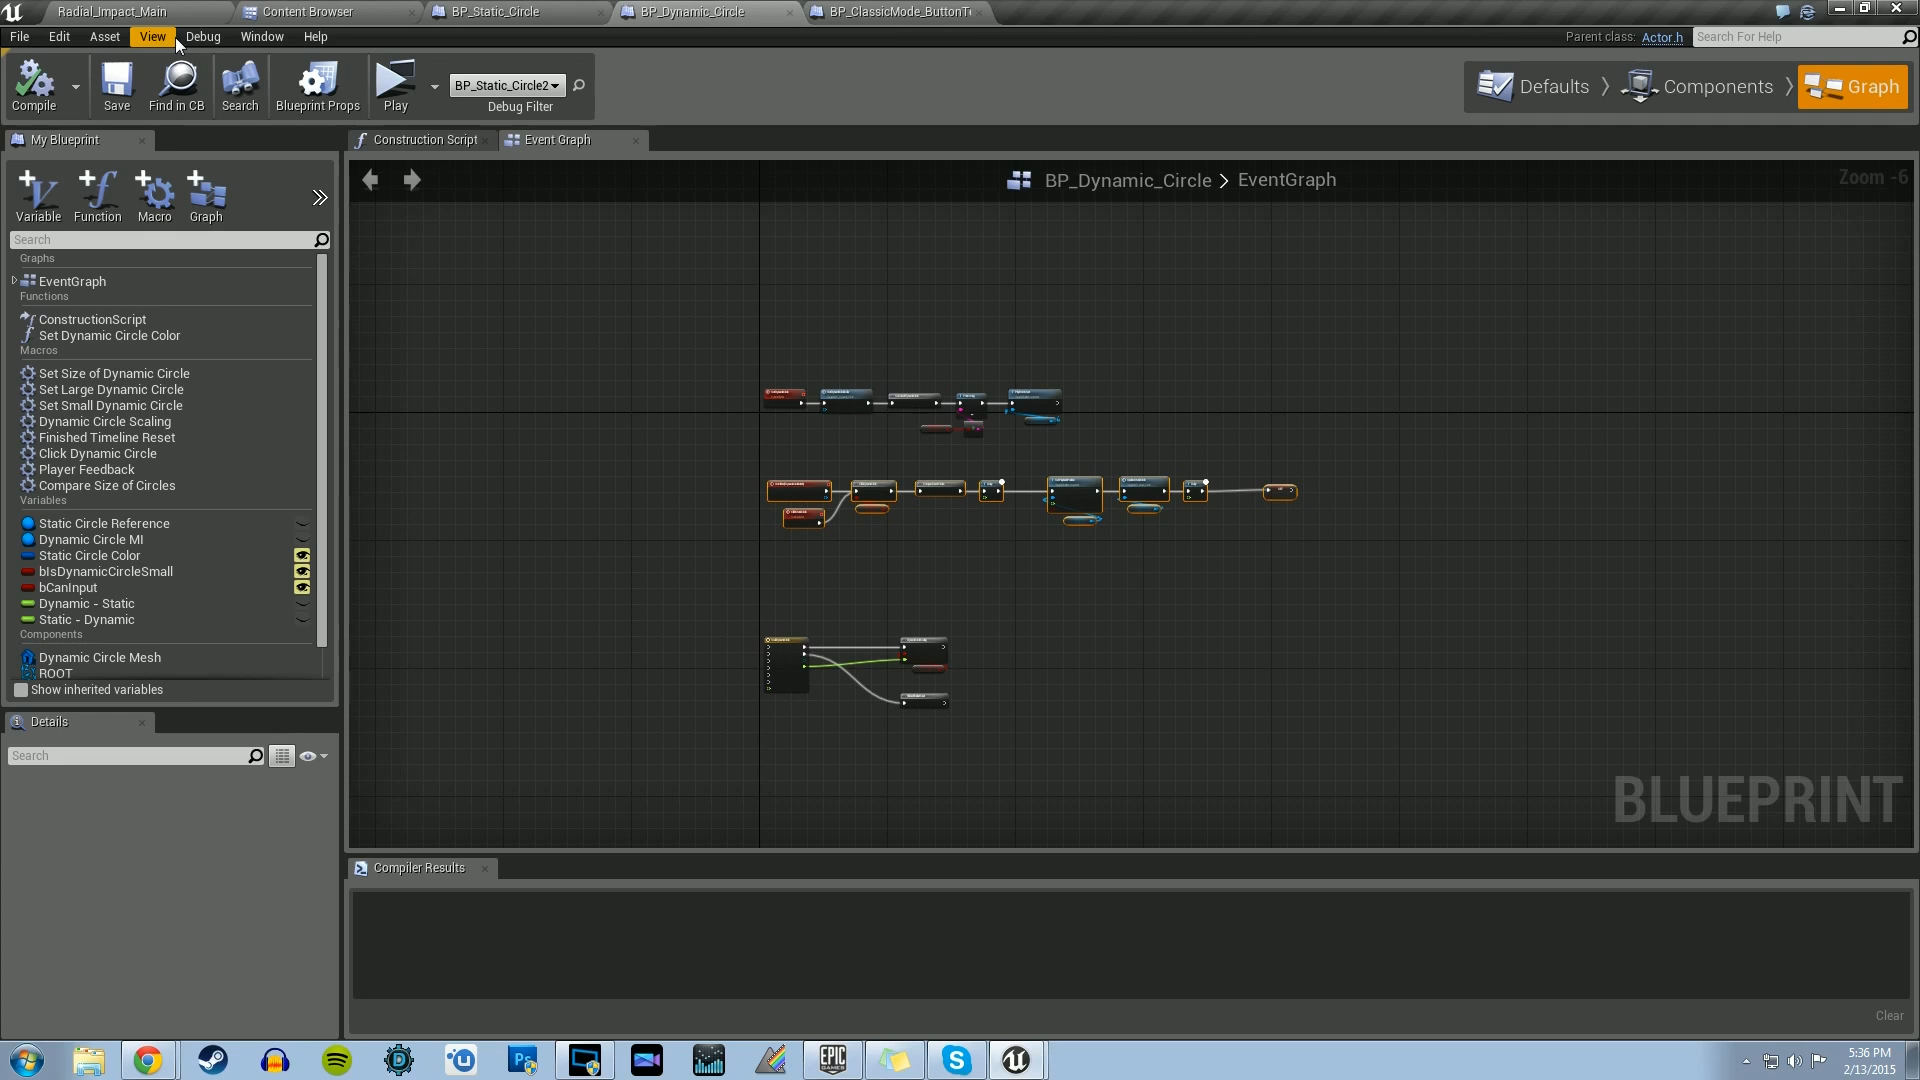 Radial_Impact_Main
Content Browser
BP_Static_Circle
BP_Dynamic_Circle
BP_ClassicMode_ButtonT
File Edit Asset View Debug Window Help
Parent class: Actor.h
Search For Help
Compile
Save
Find in CB
Search
Blueprint Props
Play
BP_Static_Circle2
Debug Filter
Defaults
Components
Graph
My Blueprint
Construction Script
Event Graph
Variable
Function
Macro
Graph
BP_Dynamic_Circle > EventGraph
Zoom -6
Search
Graphs
EventGraph
Functions
ConstructionScript
Set Dynamic Circle Color
Macros
Set Size of Dynamic Circle
Set Large Dynamic Circle
Set Small Dynamic Circle
Dynamic Circle Scaling
Finished Timeline Reset
Click Dynamic Circle
Player Feedback
Compare Size of Circles
Variables
Static Circle Reference
Dynamic Circle MI
Static Circle Color
bIsDynamicCircleSmall
bCanInput
Dynamic - Static
Static - Dynamic
Components
Dynamic Circle Mesh
ROOT
Show inherited variables
Details
Search
BLUEPRINT
Compiler Results
Clear
EPIC
GAMES
5:36 PM
2/13/2015